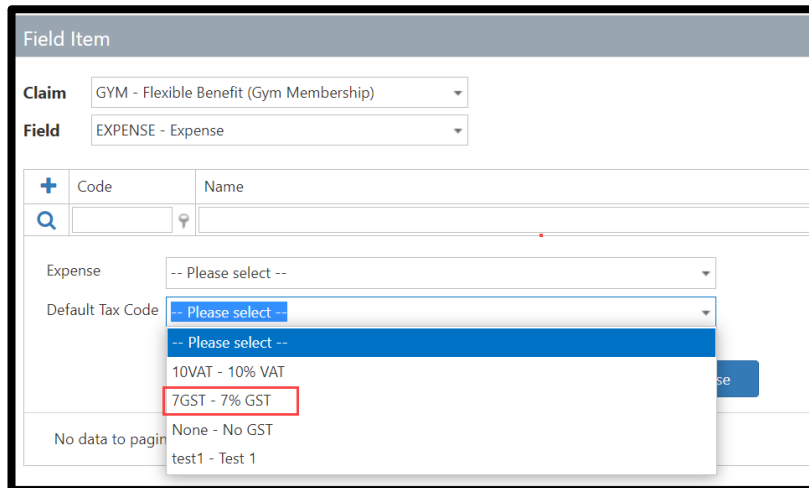 Field Item
Claim GYM - Flexible Benefit (Gym Membership)
Field EXPENSE - Expense
Code Name
Expense -- Please select --
Default Tax Code -- Please select --
-- Please select --
10VAT - 10% VAT
se
7GST - 7% GST
None - No GST
No data to pagin
test1 - Test 1